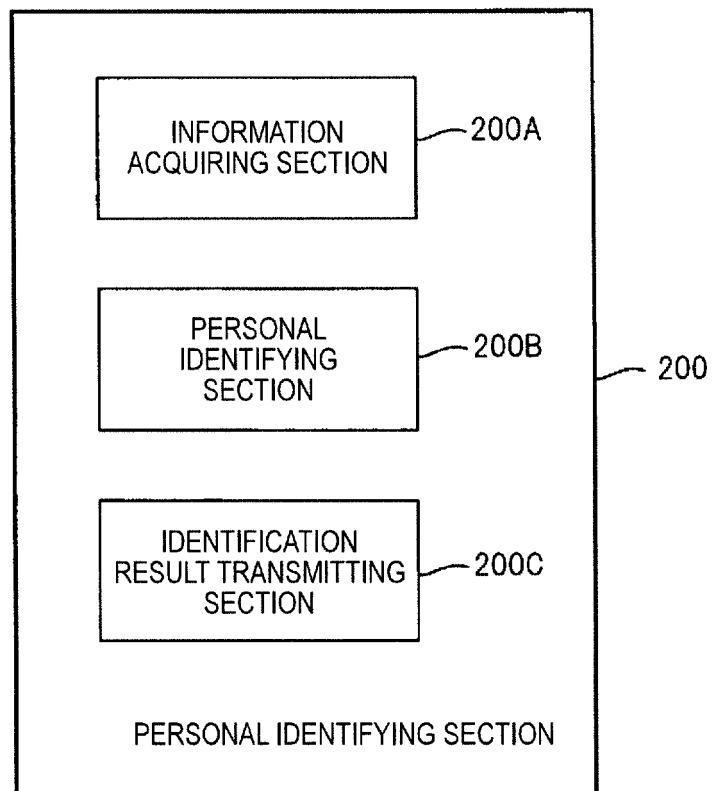 INFORMATION
ACQUIRING SECTION
200A
PERSONAL
IDENTIFYING
SECTION
200B
200
IDENTIFICATION
RESULT TRANSMITTING
SECTION
200C
PERSONAL IDENTIFYING SECTION